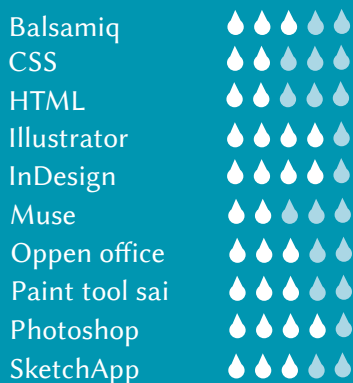 Balsamiq
CSS
HTML
Illustrator
InDesign
Muse
Oppen office
Paint tool sai
Photoshop
SketchApp